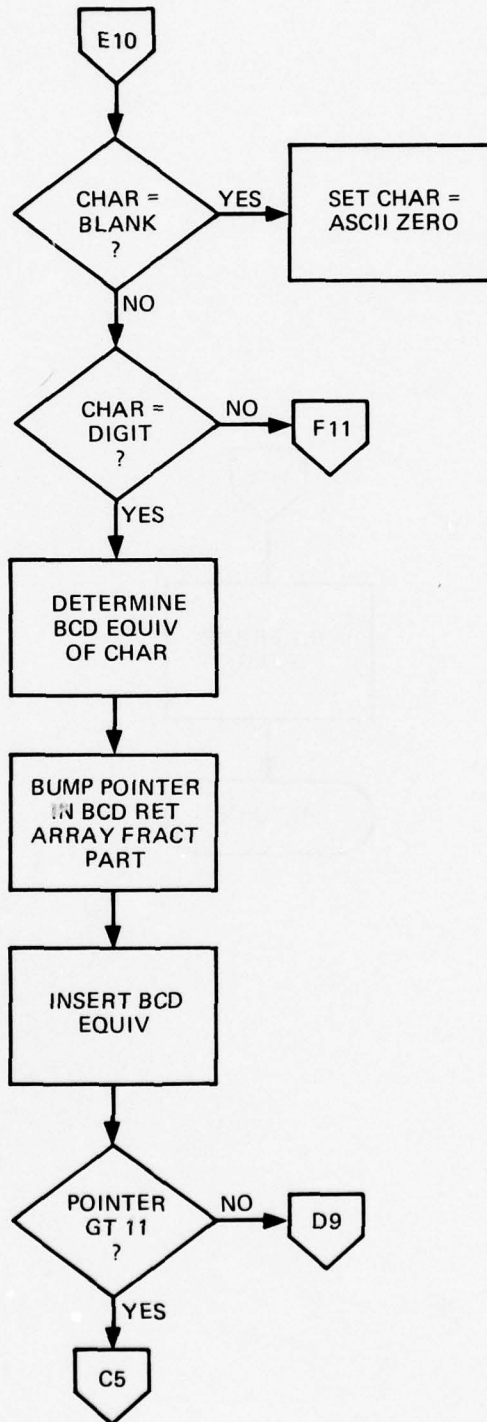 E10
CHAR =
BLANK
?
YES
SET CHAR =
ASCII ZERO
NO
CHAR =
DIGIT
?
NO
F11
YES
DETERMINE
BCD EQUIV
OF CHAR
BUMP POINTER
IN BCD RET
ARRAY FRACT
PART
INSERT BCD
EQUIV
POINTER
GT 11
?
NO
D9
YES
C5